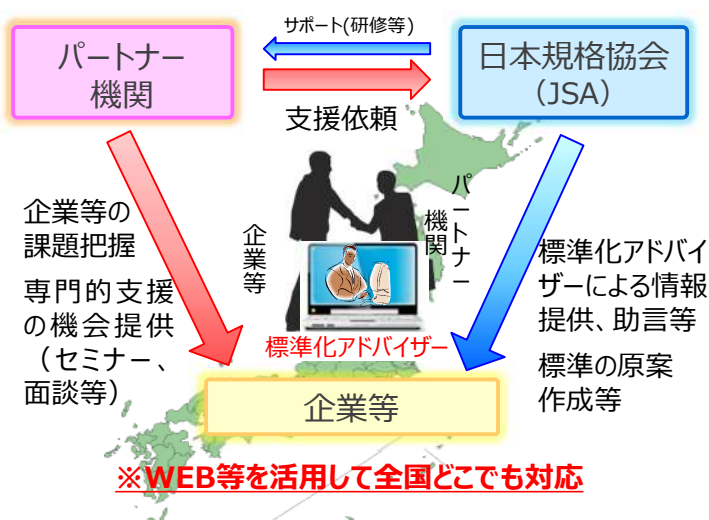 サポート(研修等)
パートナー
機関
日本規格協会
（JSA）
支援依頼
企業等の
課題把握
専門的支援
の機会提供
（セミナー、
面談等）
企業等
パートナー
機関
標準化アドバイザー
標準化アドバイ
ザーによる情報
提供、助言等
標準の原案
作成等
企業等
※WEB等を活用して全国どこでも対応